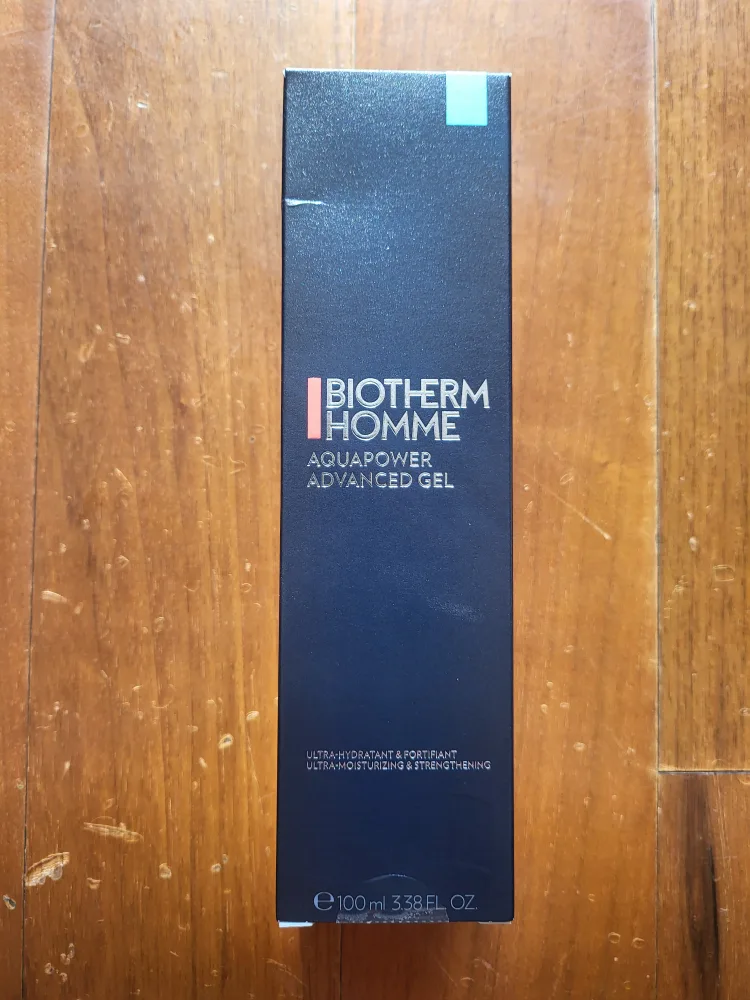 BIOTHERM
HOMME
AQUAPOWER
ADVANCED GEL
ULTRA-HYDRATANT & FORTIFIANT
ULTRA-MOISTURIZING & STRENGTHENING
℮100 ml 3.38 FL. OZ.